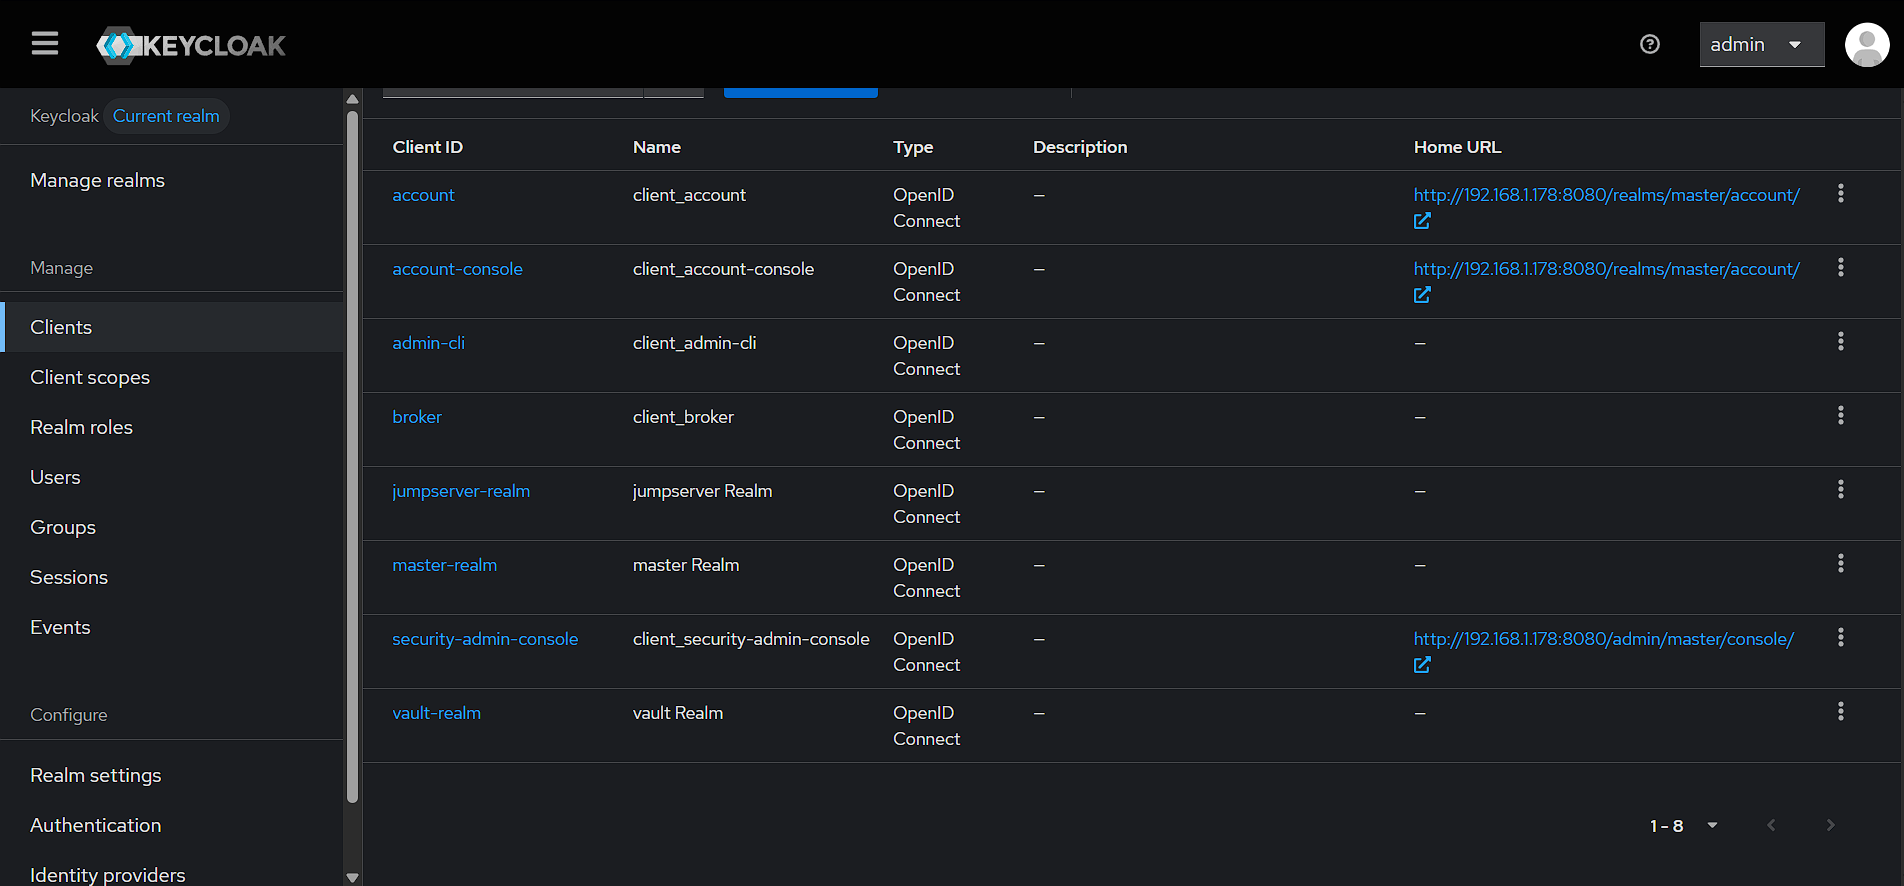 KEYCLOAK
admin
Keycloak Current realm
Manage realms
Manage
Clients
Client scopes
Realm roles
Users
Groups
Sessions
Events
Configure
Realm settings
Authentication
Identity providers
Client ID Name Type Description Home URL
account client_account OpenID Connect – http://192.168.1.178:8080/realms/master/account/
account-console client_account-console OpenID Connect – http://192.168.1.178:8080/realms/master/account/
admin-cli client_admin-cli OpenID Connect – –
broker client_broker OpenID Connect – –
jumpserver-realm jumpserver Realm OpenID Connect – –
master-realm master Realm OpenID Connect – –
security-admin-console client_security-admin-console OpenID Connect – http://192.168.1.178:8080/admin/master/console/
vault-realm vault Realm OpenID Connect – –
1 - 8